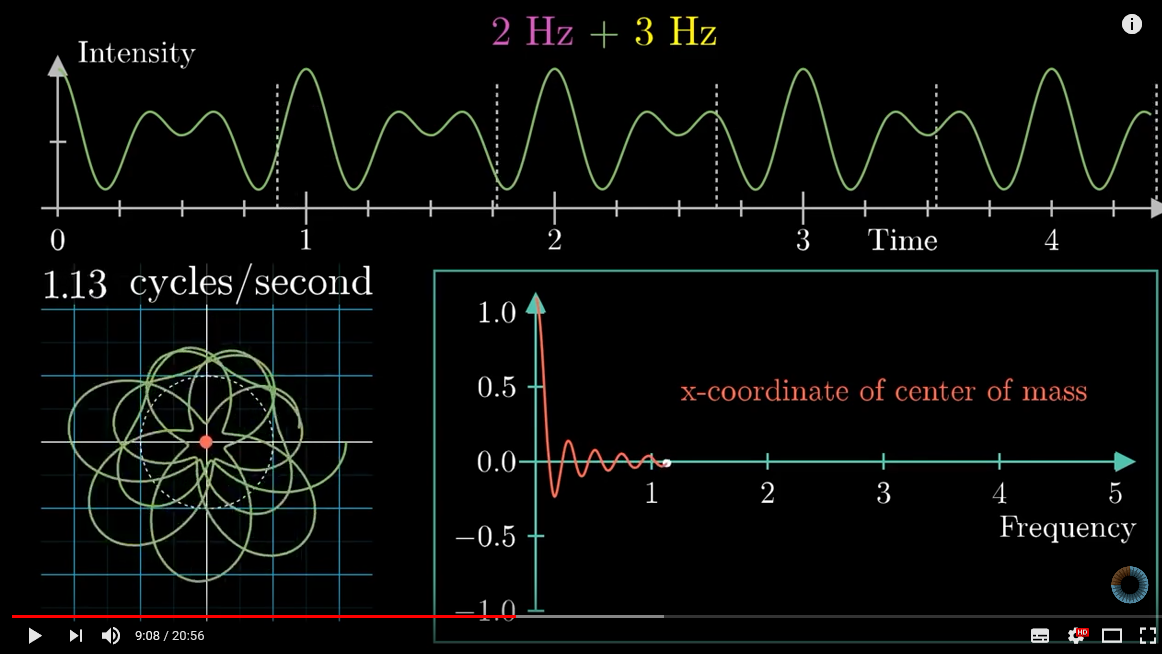 2 Hz + 3 Hz
Intensity
0 1 2 3 Time 4
1.13 cycles/second
1.0
0.5
x-coordinate of center of mass
0.0
1 2 3 4 5
Frequency
−0.5
−1.0
9:08 / 20:56
HD